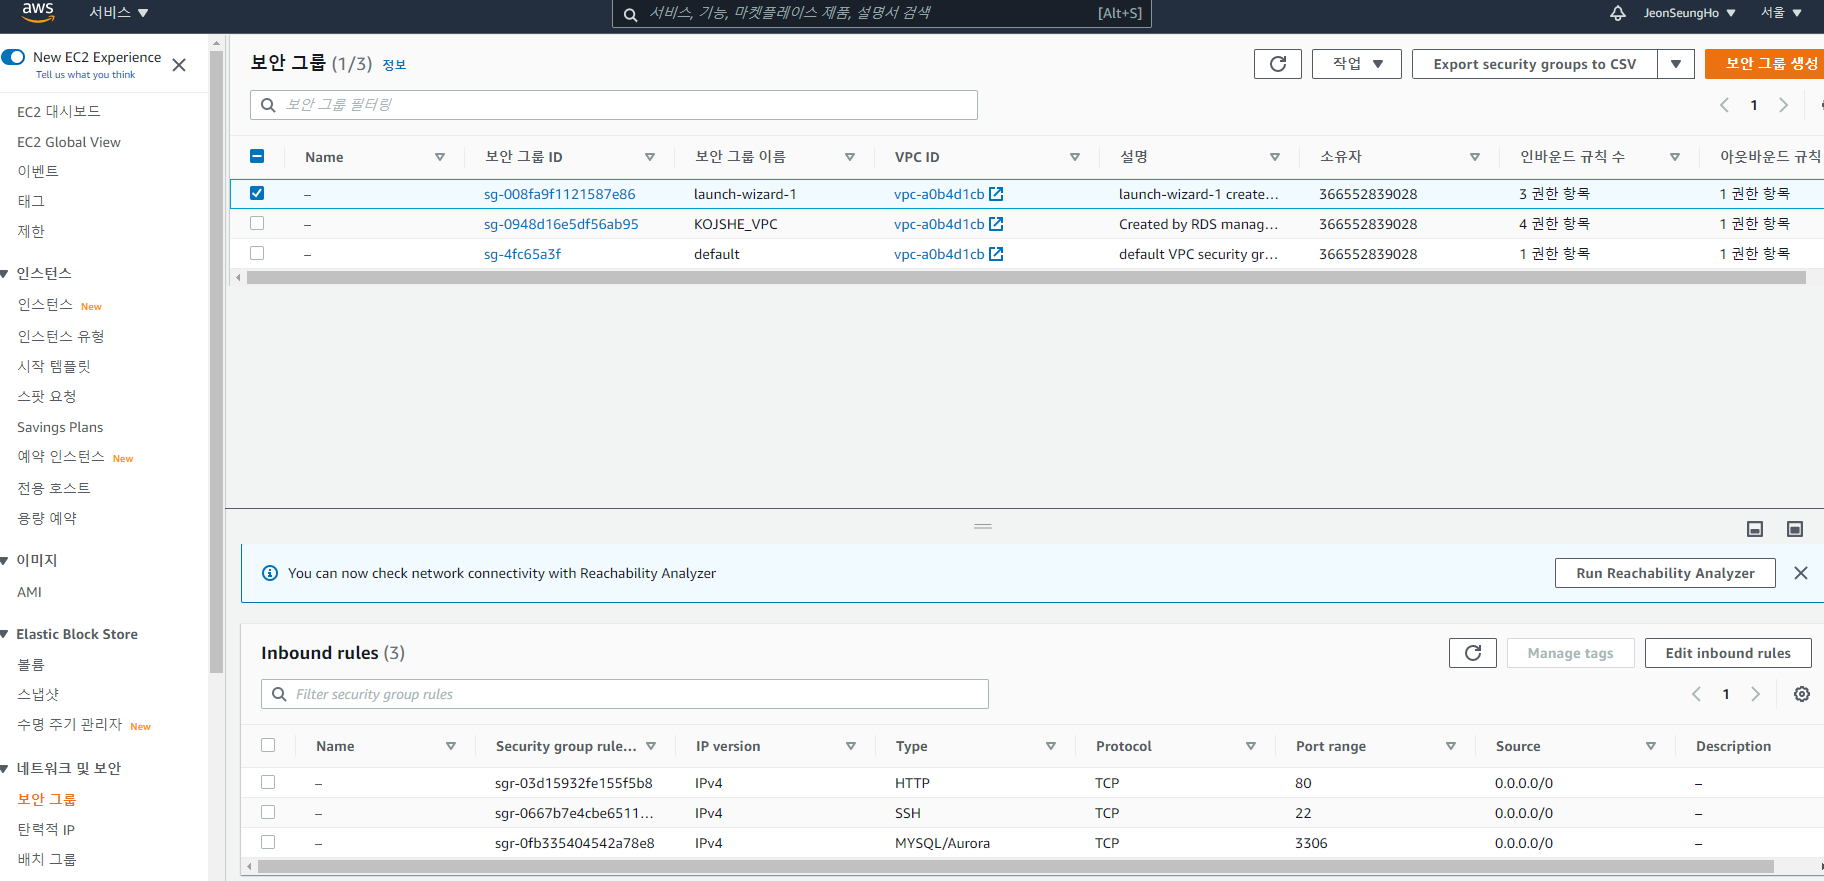 aws 서비스 서비스, 기능, 마켓플레이스 제품, 설명서 검색 [Alt+S] JeonSeungHo 서울
New EC2 Experience
Tell us what you think
EC2 대시보드
EC2 Global View
이벤트
태그
제한
인스턴스
인스턴스 New
인스턴스 유형
시작 템플릿
스팟 요청
Savings Plans
예약 인스턴스 New
전용 호스트
용량 예약
이미지
AMI
Elastic Block Store
볼륨
스냅샷
수명 주기 관리자 New
네트워크 및 보안
보안 그룹
탄력적 IP
배치 그룹
보안 그룹 (1/3) 정보 작업 Export security groups to CSV 보안 그룹 생성
보안 그룹 필터링 1
Name 보안 그룹 ID 보안 그룹 이름 VPC ID 설명 소유자 인바운드 규칙 수 아웃바운드 규칙
– sg-008fa9f1121587e86 launch-wizard-1 vpc-a0b4d1cb launch-wizard-1 create... 366552839028 3 권한 항목 1 권한 항목
– sg-0948d16e5df56ab95 KOJSHE_VPC vpc-a0b4d1cb Created by RDS manag... 366552839028 4 권한 항목 1 권한 항목
– sg-4fc65a3f default vpc-a0b4d1cb default VPC security gr... 366552839028 1 권한 항목 1 권한 항목
You can now check network connectivity with Reachability Analyzer Run Reachability Analyzer
Inbound rules (3) Manage tags Edit inbound rules
Filter security group rules 1
Name Security group rule... IP version Type Protocol Port range Source Description
– sgr-03d15932fe155f5b8 IPv4 HTTP TCP 80 0.0.0.0/0 –
– sgr-0667b7e4cbe6511... IPv4 SSH TCP 22 0.0.0.0/0 –
– sgr-0fb335404542a78e8 IPv4 MYSQL/Aurora TCP 3306 0.0.0.0/0 –